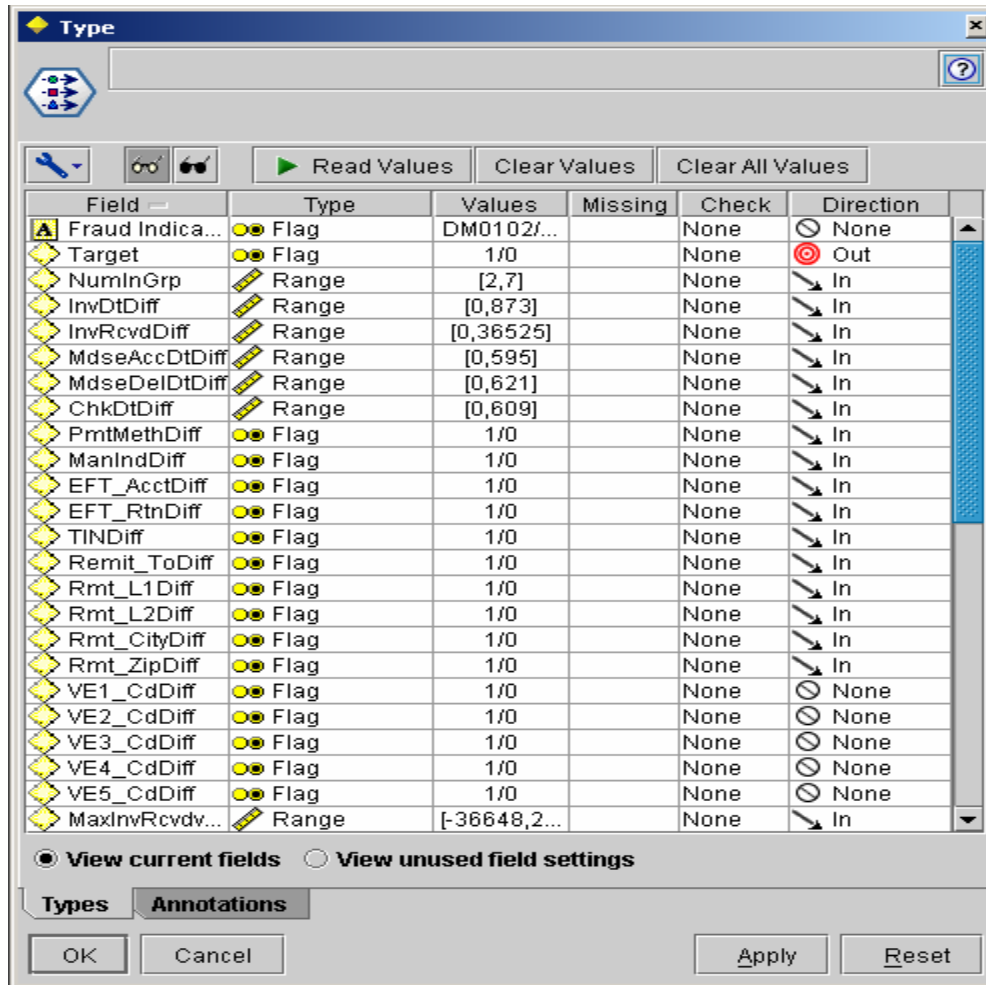 Type
Read Values Clear Values Clear All Values
Field Type Values Missing Check Direction
A Fraud Indica... Flag DM0102/... None None
Target Flag 1/0 None Out
NumInGrp Range [2,7] None In
InvDtDiff Range [0,873] None In
InvRcvdDiff Range [0,36525] None In
MdseAccDtDiff Range [0,595] None In
MdseDelDtDiff Range [0,621] None In
ChkDtDiff Range [0,609] None In
PmtMethDiff Flag 1/0 None In
ManIndDiff Flag 1/0 None In
EFT_AcctDiff Flag 1/0 None In
EFT_RtnDiff Flag 1/0 None In
TINDiff Flag 1/0 None In
Remit_ToDiff Flag 1/0 None In
Rmt_L1Diff Flag 1/0 None In
Rmt_L2Diff Flag 1/0 None In
Rmt_CityDiff Flag 1/0 None In
Rmt_ZipDiff Flag 1/0 None In
VE1_CdDiff Flag 1/0 None None
VE2_CdDiff Flag 1/0 None None
VE3_CdDiff Flag 1/0 None None
VE4_CdDiff Flag 1/0 None None
VE5_CdDiff Flag 1/0 None None
MaxInvRcvdv... Range [-36648,2... None In
View current fields View unused field settings
Types Annotations
OK Cancel Apply Reset